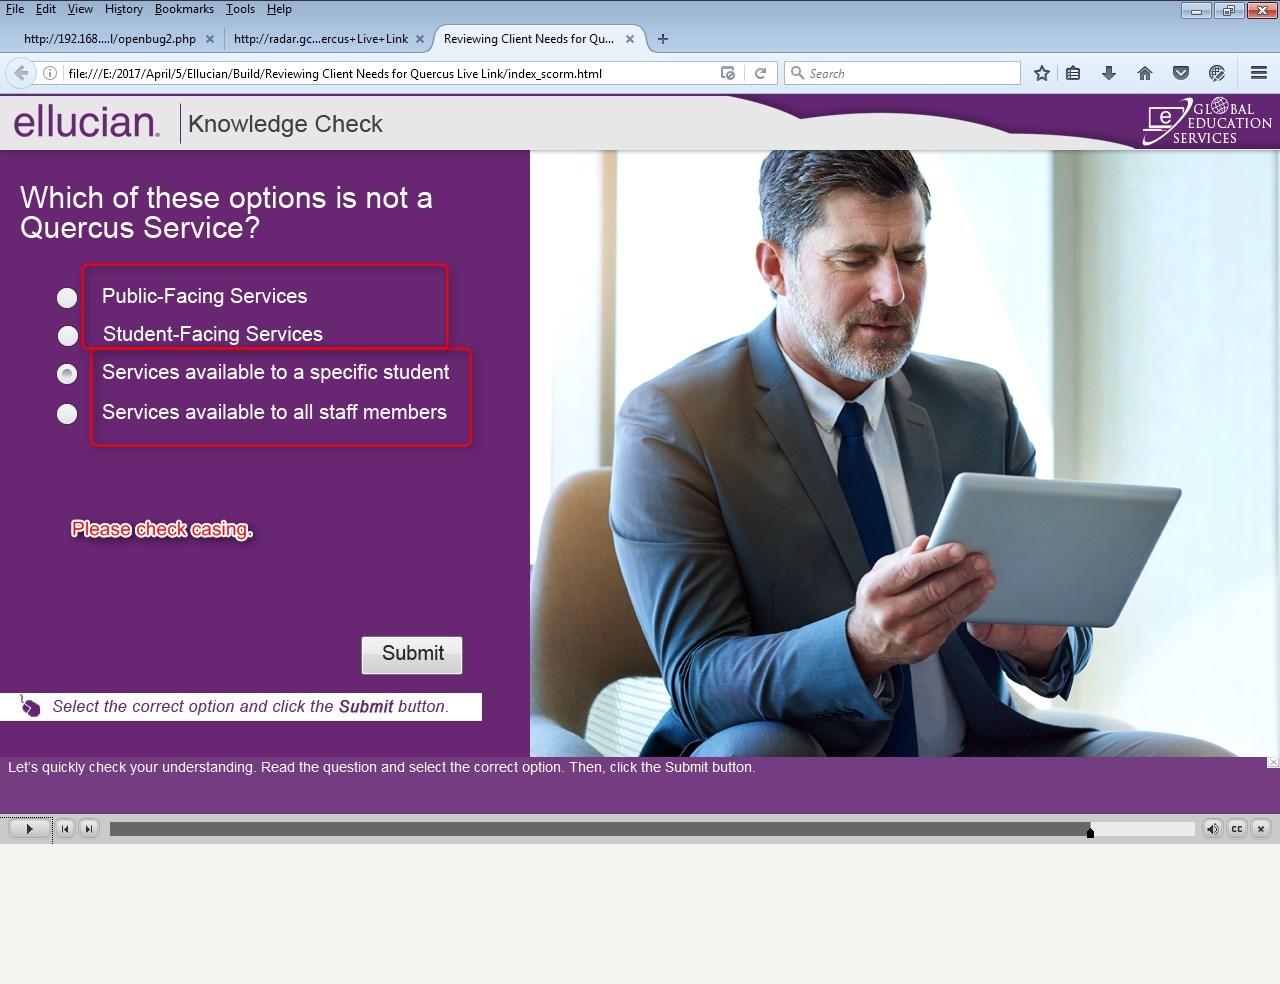 File Edit View History Bookmarks Tools Help
http://192.168....l/openbug2.php
http://radar.gc...ercus+Live+Link
Reviewing Client Needs for Qu...
file:///E:/2017/April/5/Ellucian/Build/Reviewing Client Needs for Quercus Live Link/index_scorm.html
Search
ellucian.
Knowledge Check
e
GLOBAL
EDUCATION
SERVICES
Which of these options is not a
Quercus Service?
Public-Facing Services
Student-Facing Services
Services available to a specific student
Services available to all staff members
Please check casing.
Submit
Select the correct option and click the Submit button.
Let's quickly check your understanding. Read the question and select the correct option. Then, click the Submit button.
CC